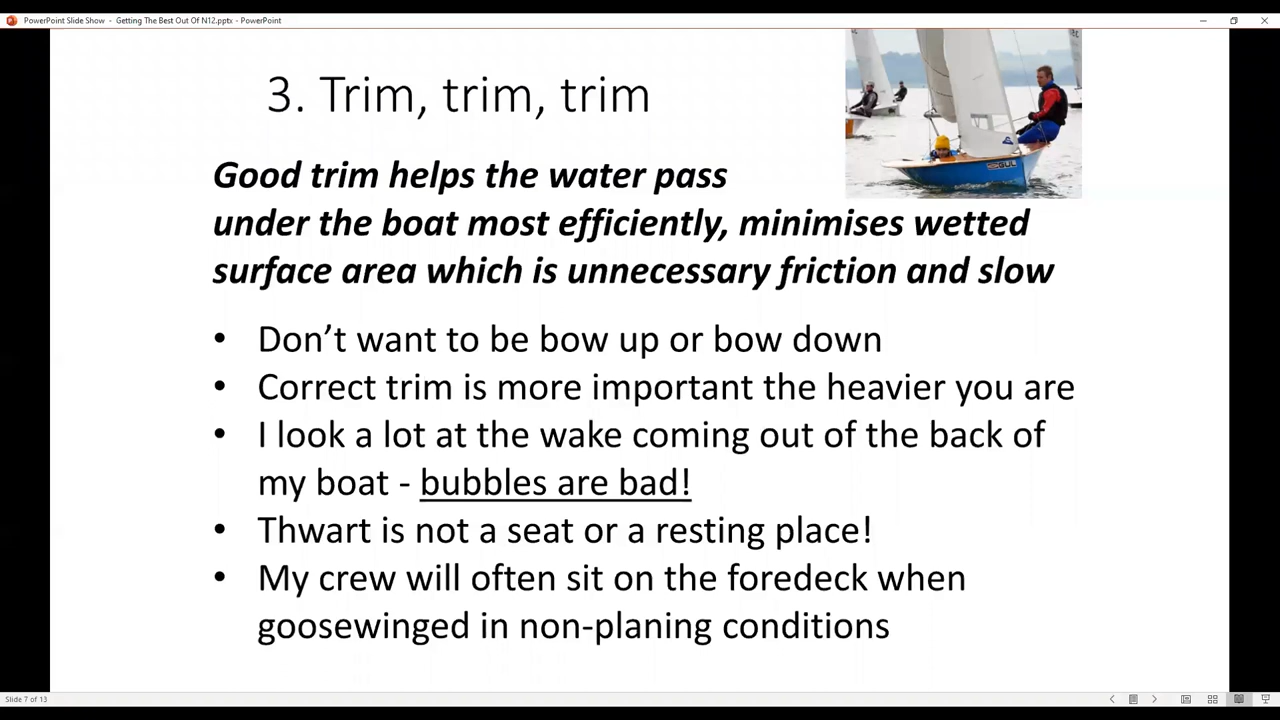 PowerPoint Slide Show - Getting The Best Out Of N12.pptx - PowerPoint
3. Trim, trim, trim
Good trim helps the water pass
under the boat most efficiently, minimises wetted
surface area which is unnecessary friction and slow
• Don’t want to be bow up or bow down
• Correct trim is more important the heavier you are
• I look a lot at the wake coming out of the back of
my boat - bubbles are bad!
• Thwart is not a seat or a resting place!
• My crew will often sit on the foredeck when
goosewinged in non-planing conditions
Slide 7 of 13